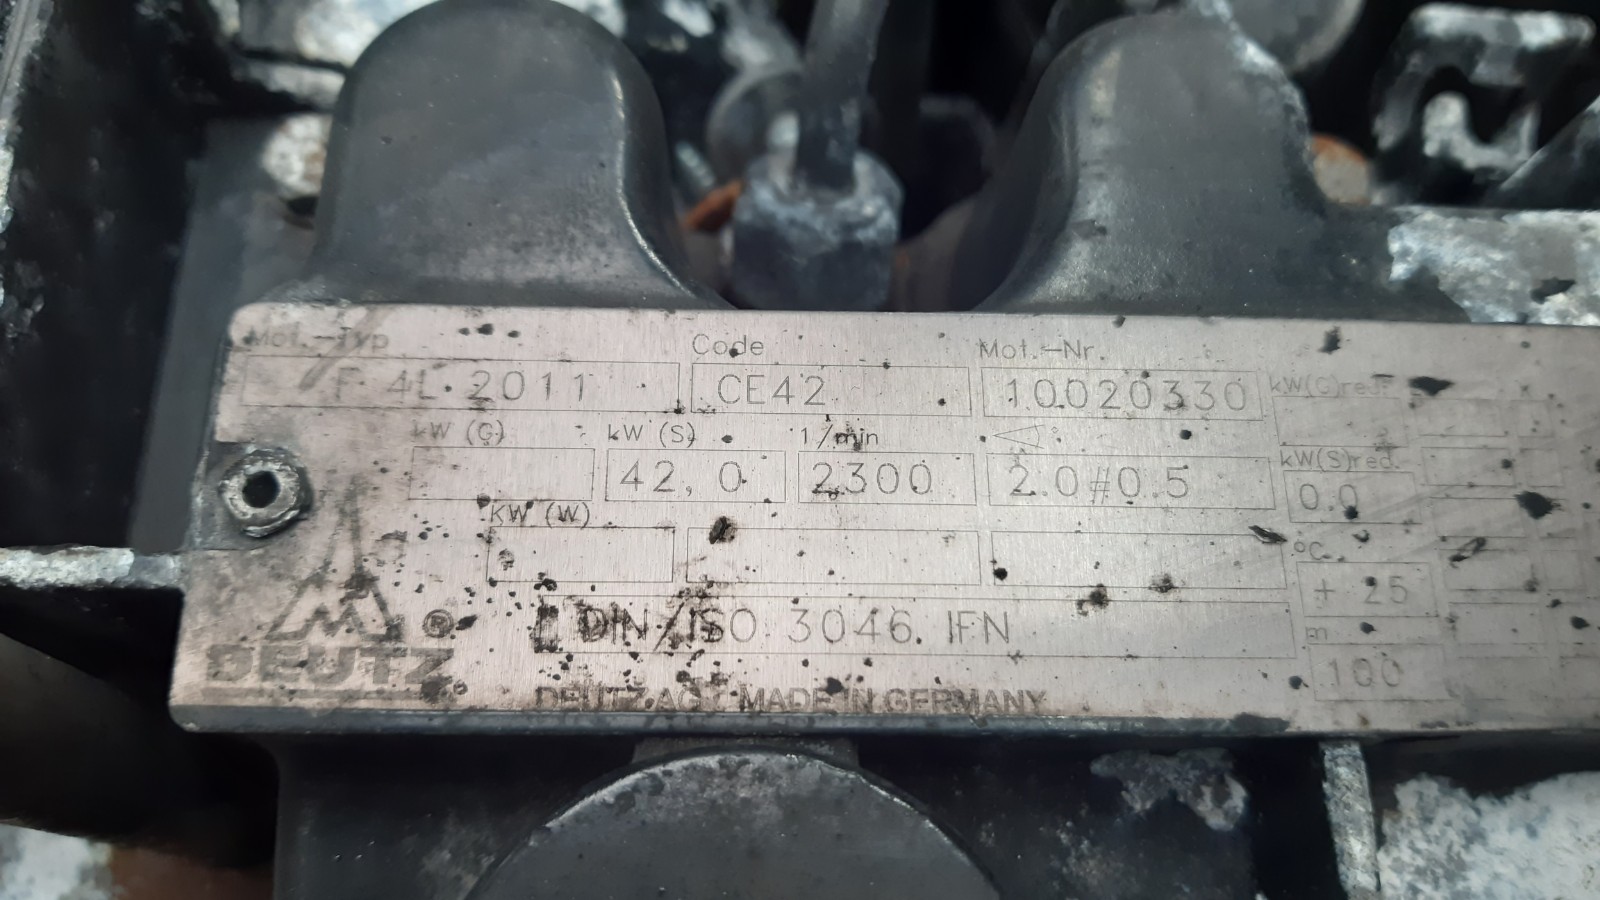 Mot.-Typ Code Mot.-Nr.
F 4L 2011 CE42 10020330 kW(G)red.
kW (G) kW (S) 1/min °
42,0 2300 2.0#0.5 kW(S)red.
0.0
kW (W)
°C
+ 25
DIN/ISO 3046 IFN
m
100
® DEUTZ
DEUTZ AG MADE IN GERMANY